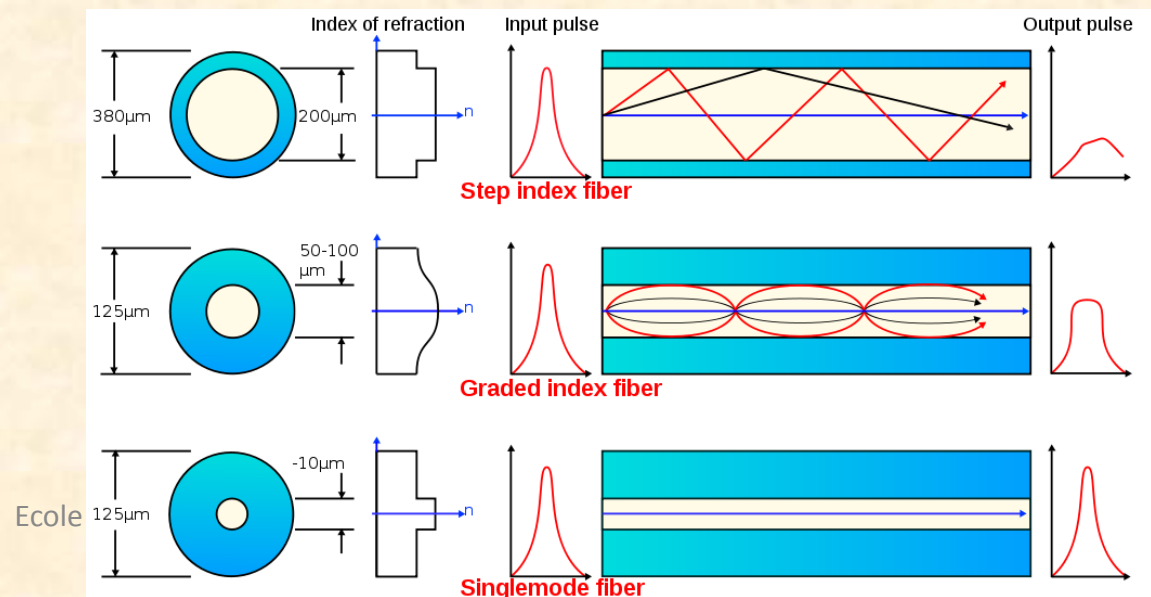 Index of refraction Input pulse Output pulse
380µm 200µm n
Step index fiber
50-100
µm
125µm n
Graded index fiber
-10µm
Ecole 125µm n
Singlemode fiber